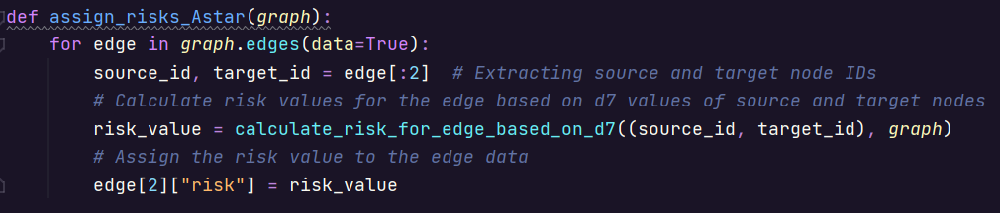 def assign_risks_Astar(graph):
    for edge in graph.edges(data=True):
        source_id, target_id = edge[:2]  # Extracting source and target node IDs
        # Calculate risk values for the edge based on d7 values of source and target nodes
        risk_value = calculate_risk_for_edge_based_on_d7((source_id, target_id), graph)
        # Assign the risk value to the edge data
        edge[2]["risk"] = risk_value